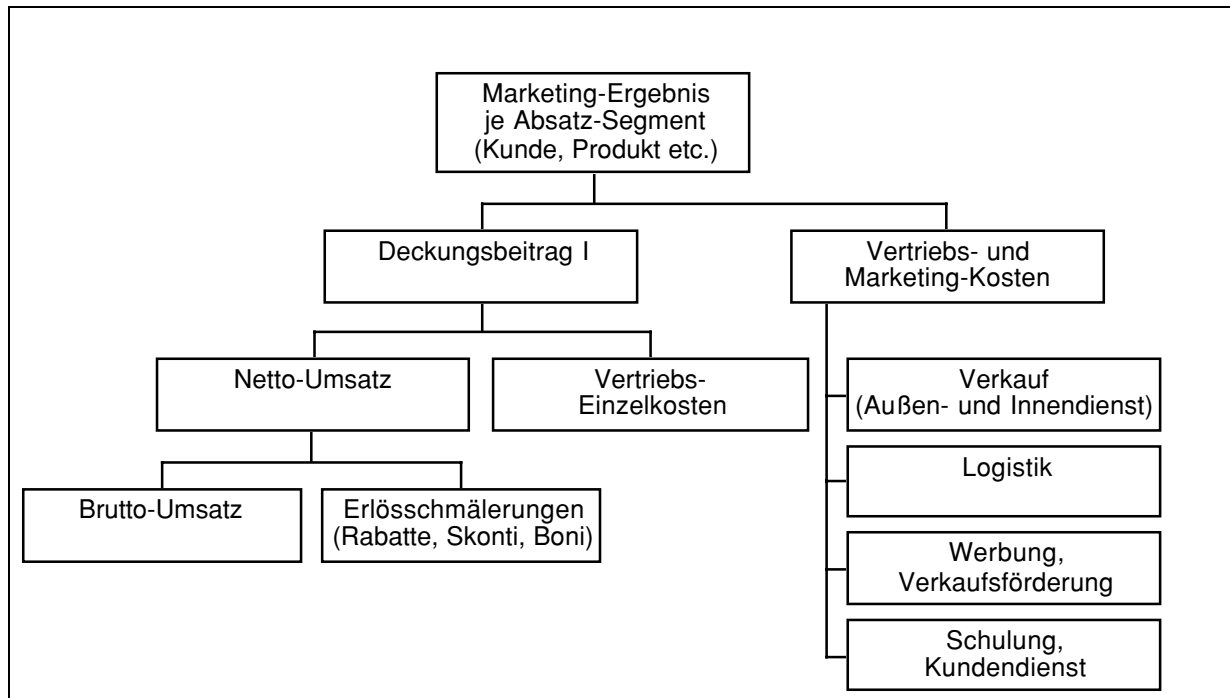 Marketing-Ergebnis
je Absatz-Segment
(Kunde, Produkt etc.)
Deckungsbeitrag I
Vertriebs- und
Marketing-Kosten
Netto-Umsatz
Vertriebs-
Einzelkosten
Verkauf
(Außen- und Innendienst)
Brutto-Umsatz
Erlösschmälerungen
(Rabatte, Skonti, Boni)
Logistik
Werbung,
Verkaufsförderung
Schulung,
Kundendienst